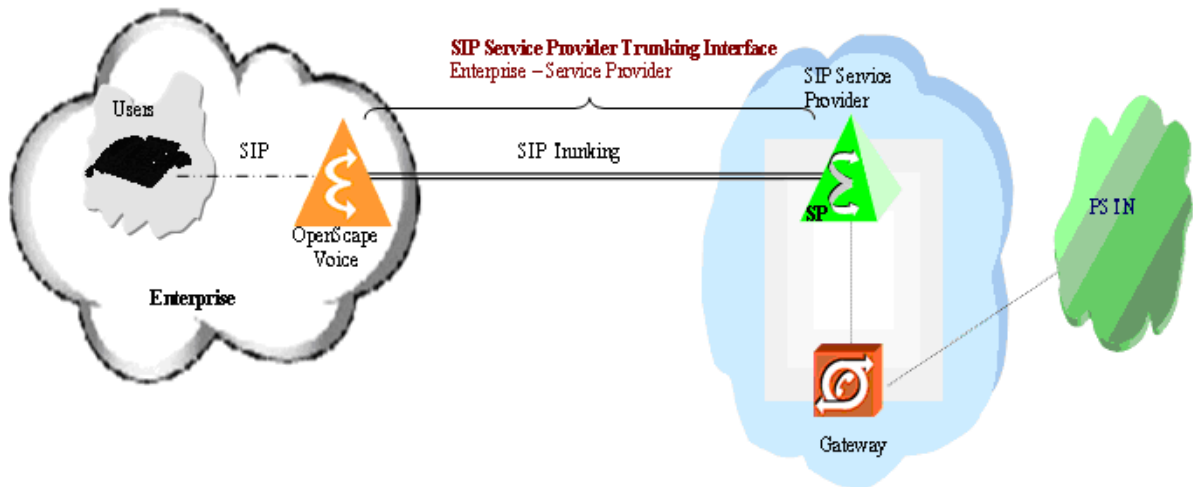 SIP Service Provider Trunking Interface
Enterprise – Service Provider
SIP Service
Provider
Users
SIP
SIP Trunking
OpenScape
Voice
Enterprise
SP
PSTN
Gateway